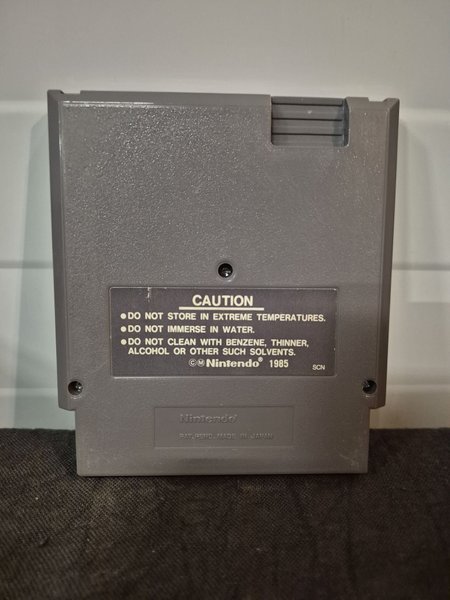 CAUTION
●DO NOT STORE IN EXTREME TEMPERATURES.
●DO NOT IMMERSE IN WATER.
●DO NOT CLEAN WITH BENZENE, THINNER,
ALCOHOL OR OTHER SUCH SOLVENTS.
©Ⓜ Nintendo® 1985 SCN
Nintendo®
PAT. PEND. MADE IN JAPAN